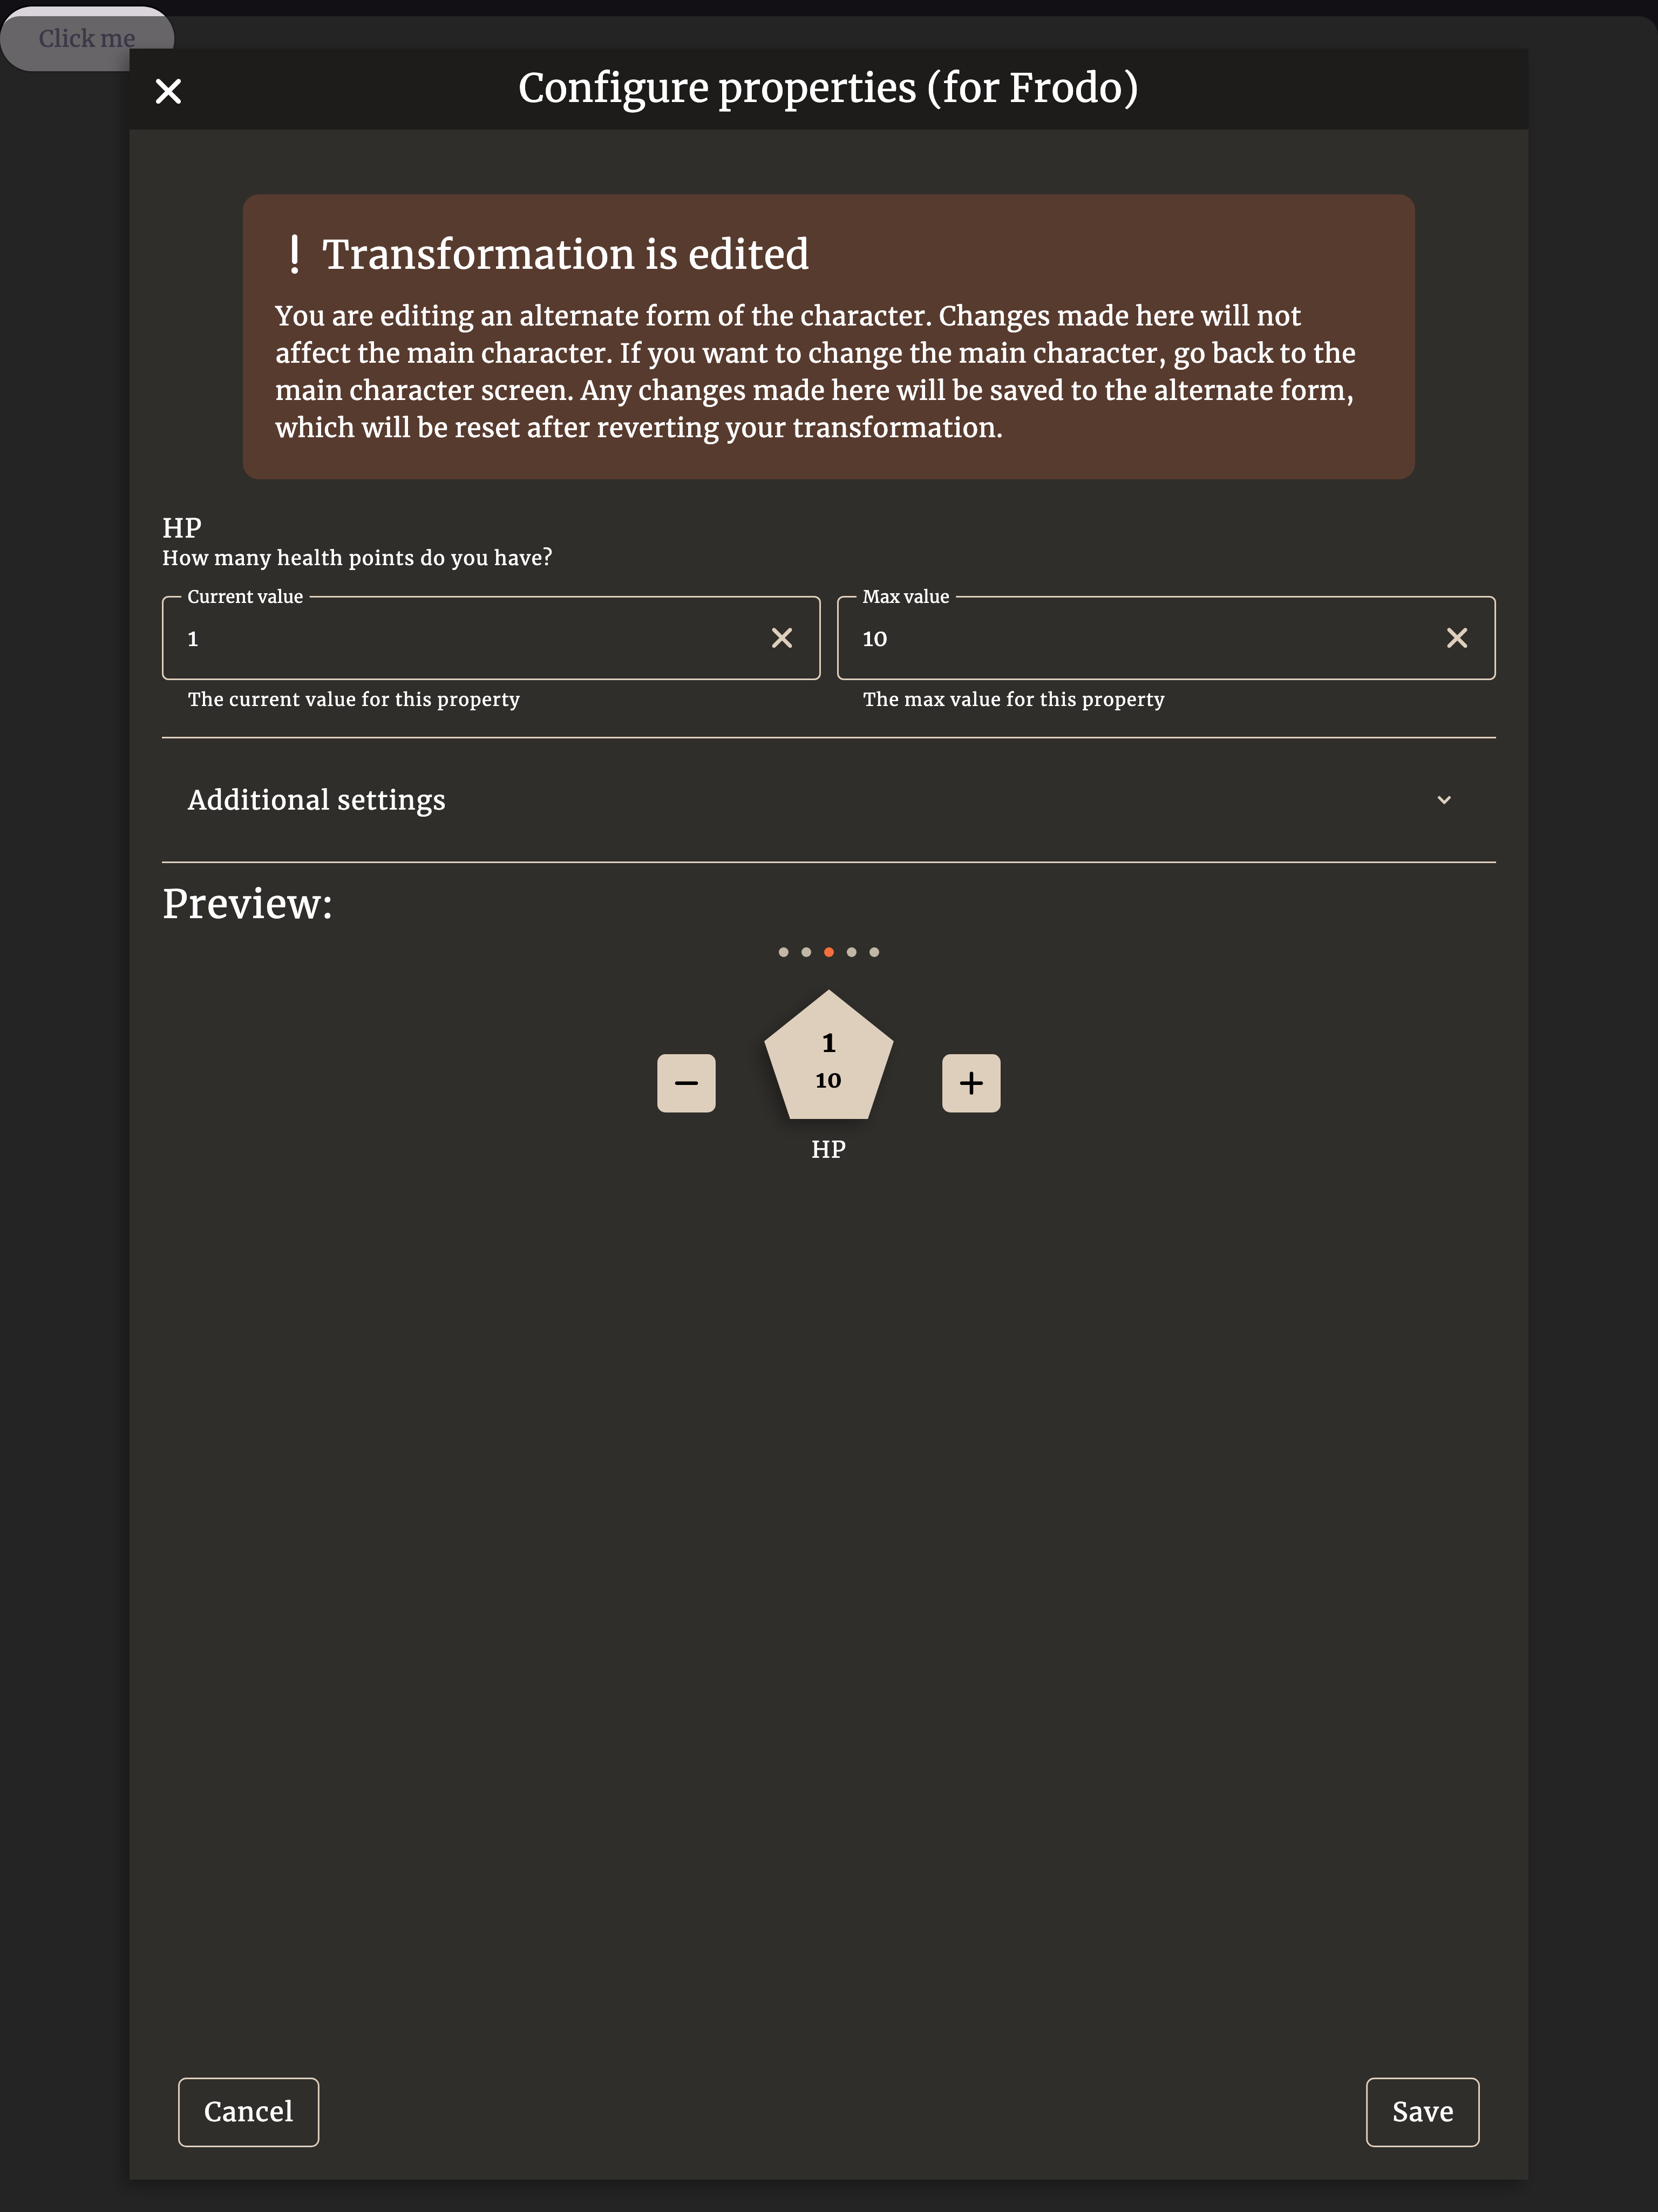 Click me
Configure properties (for Frodo)
! Transformation is edited
You are editing an alternate form of the character. Changes made here will not
affect the main character. If you want to change the main character, go back to the
main character screen. Any changes made here will be saved to the alternate form,
which will be reset after reverting your transformation.
HP
How many health points do you have?
Current value
1
The current value for this property
Max value
10
The max value for this property
Additional settings
Preview:
1
10
HP
Cancel
Save